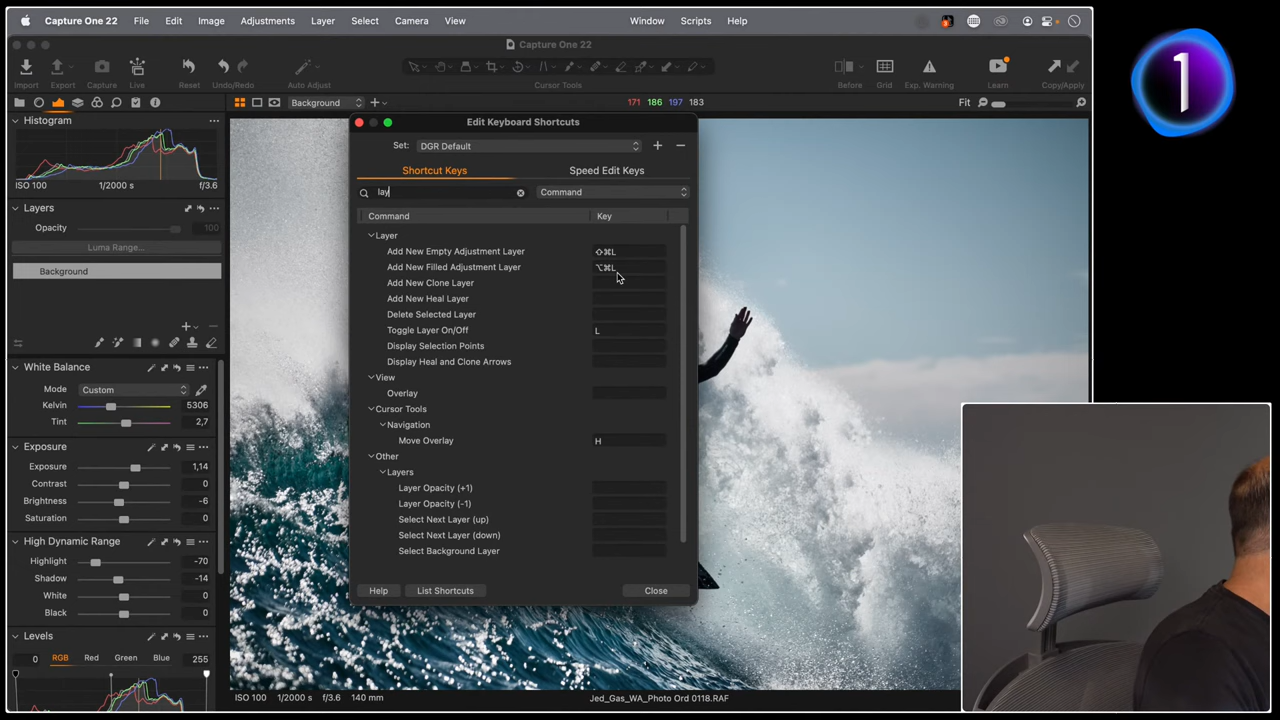 Capture One 22 File Edit Image Adjustments Layer Select Camera View Window Scripts Help
Capture One 22
Import Export Capture Live Reset Undo/Redo Auto Adjust Cursor Tools Before Grid Exp. Warning Learn Copy/Apply
Background 171 186 197 183 Fit
Histogram
ISO 100 1/2000 s f/3.6
Layers
Opacity 100
Luma Range...
Background
White Balance
Mode Custom
Kelvin 5306
Tint 2,7
Exposure
Exposure 1,14
Contrast 0
Brightness -6
Saturation 0
High Dynamic Range
Highlight -70
Shadow -14
White 0
Black 0
Levels
0 RGB Red Green Blue 255
Edit Keyboard Shortcuts
Set: DGR Default
Shortcut Keys Speed Edit Keys
lay Command
Command Key
Layer
Add New Empty Adjustment Layer ⇧⌘L
Add New Filled Adjustment Layer ⌥⌘L
Add New Clone Layer
Add New Heal Layer
Delete Selected Layer
Toggle Layer On/Off L
Display Selection Points
Display Heal and Clone Arrows
View
Overlay
Cursor Tools
Navigation
Move Overlay H
Other
Layers
Layer Opacity (+1)
Layer Opacity (-1)
Select Next Layer (up)
Select Next Layer (down)
Select Background Layer
Help List Shortcuts Close
ISO 100 1/2000 s f/3.6 140 mm Jed_Gas_WA_Photo Ord 0118.RAF
1